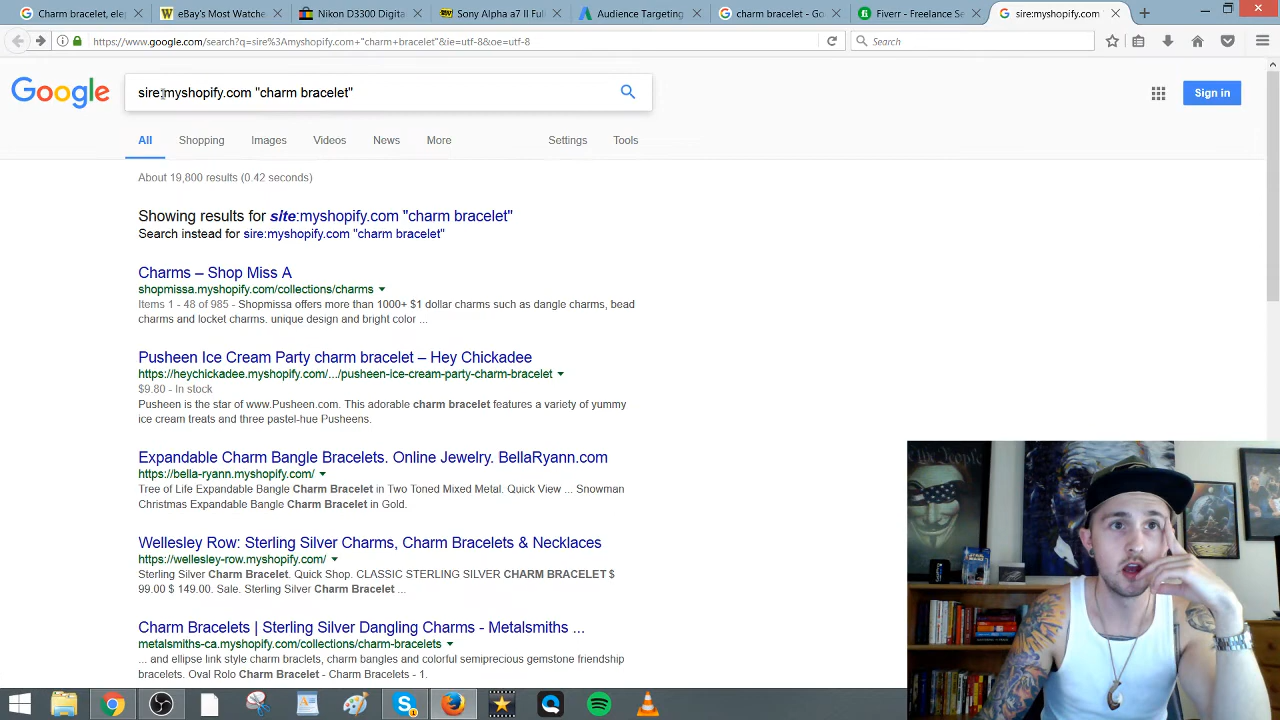 Charm bracelet, ele
eBay's Most Wat
Nikon D3300 Digital
Sony Alpha7 II Ful
Audience Targeting
charm bracelet - Go
Fiverr - Freelance Se
sire:myshopify.com
https://www.google.com/search?q=sire%3Amyshopify.com+"charm+bracelet"&ie=utf-8&oe=utf-8
Search
Google
sire:myshopify.com "charm bracelet"
Sign in
All Shopping Images Videos News More Settings Tools
About 19,800 results (0.42 seconds)
Showing results for site:myshopify.com "charm bracelet"
Search instead for sire:myshopify.com "charm bracelet"
Charms – Shop Miss A
shopmissa.myshopify.com/collections/charms
Items 1 - 48 of 985 - Shopmissa offers more than 1000+ $1 dollar charms such as dangle charms, bead
charms and locket charms. unique design and bright color ...
Pusheen Ice Cream Party charm bracelet – Hey Chickadee
https://heychickadee.myshopify.com/.../pusheen-ice-cream-party-charm-bracelet
$9.80 - In stock
Pusheen is the star of www.Pusheen.com. This adorable charm bracelet features a variety of yummy
ice cream treats and three pastel-hue Pusheens.
Expandable Charm Bangle Bracelets. Online Jewelry. BellaRyann.com
https://bella-ryann.myshopify.com/
Tree of Life Expandable Bangle Charm Bracelet in Two Toned Mixed Metal. Quick View ... Snowman
Christmas Expandable Bangle Charm Bracelet in Gold.
Wellesley Row: Sterling Silver Charms, Charm Bracelets & Necklaces
https://wellesley-row.myshopify.com/
Sterling Silver Charm Bracelet. Quick Shop. CLASSIC STERLING SILVER CHARM BRACELET $
99.00 $ 149.00. Sale. Sterling Silver Charm Bracelet ...
Charm Bracelets | Sterling Silver Dangling Charms - Metalsmiths ...
... and ellipse link style charm bracelet, charm bangles and colorful semiprecious gemstone friendship
bracelets. Oval Rolo Charm Bracelet - Charm Bracelets - 1.